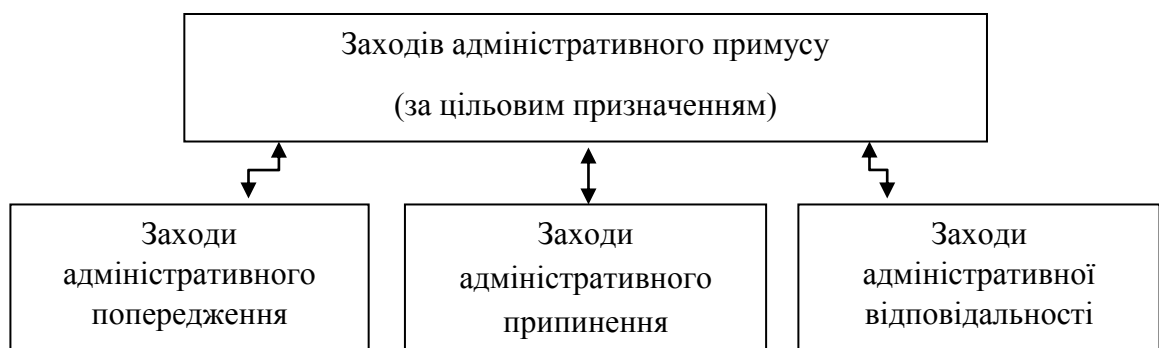 Заходів адміністративного примусу
(за цільовим призначенням)
Заходи
адміністративного
попередження
Заходи
адміністративного
припинення
Заходи
адміністративної
відповідальності